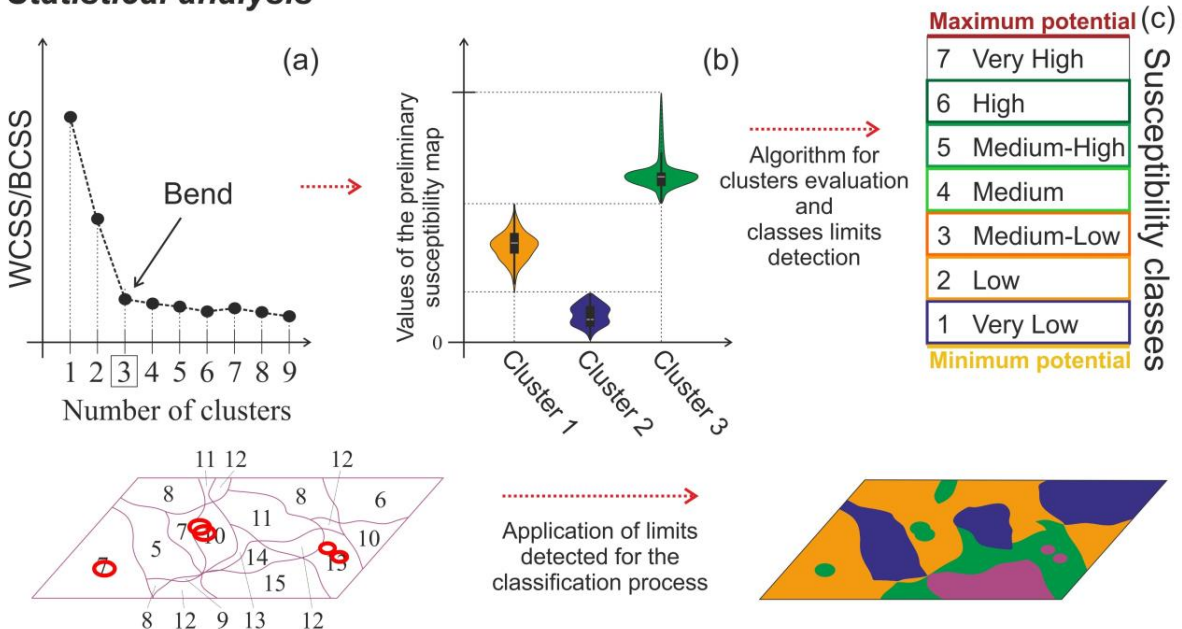 Statistical analysis
(a)
WCSS/BCSS
Bend
1 2 3 4 5 6 7 8 9
Number of clusters
(b)
Values of the preliminary
susceptibility map
0
Cluster 1
Cluster 2
Cluster 3
Algorithm for
clusters evaluation
and
classes limits
detection
(c)
Maximum potential
7 Very High
6 High
5 Medium-High
4 Medium
3 Medium-Low
2 Low
1 Very Low
Minimum potential
Susceptibility classes
11 12 12
8 8 6
7 10 11 10
5
7 14 13
15
8 12 9 13 12
Application of limits
detected for the
classification process